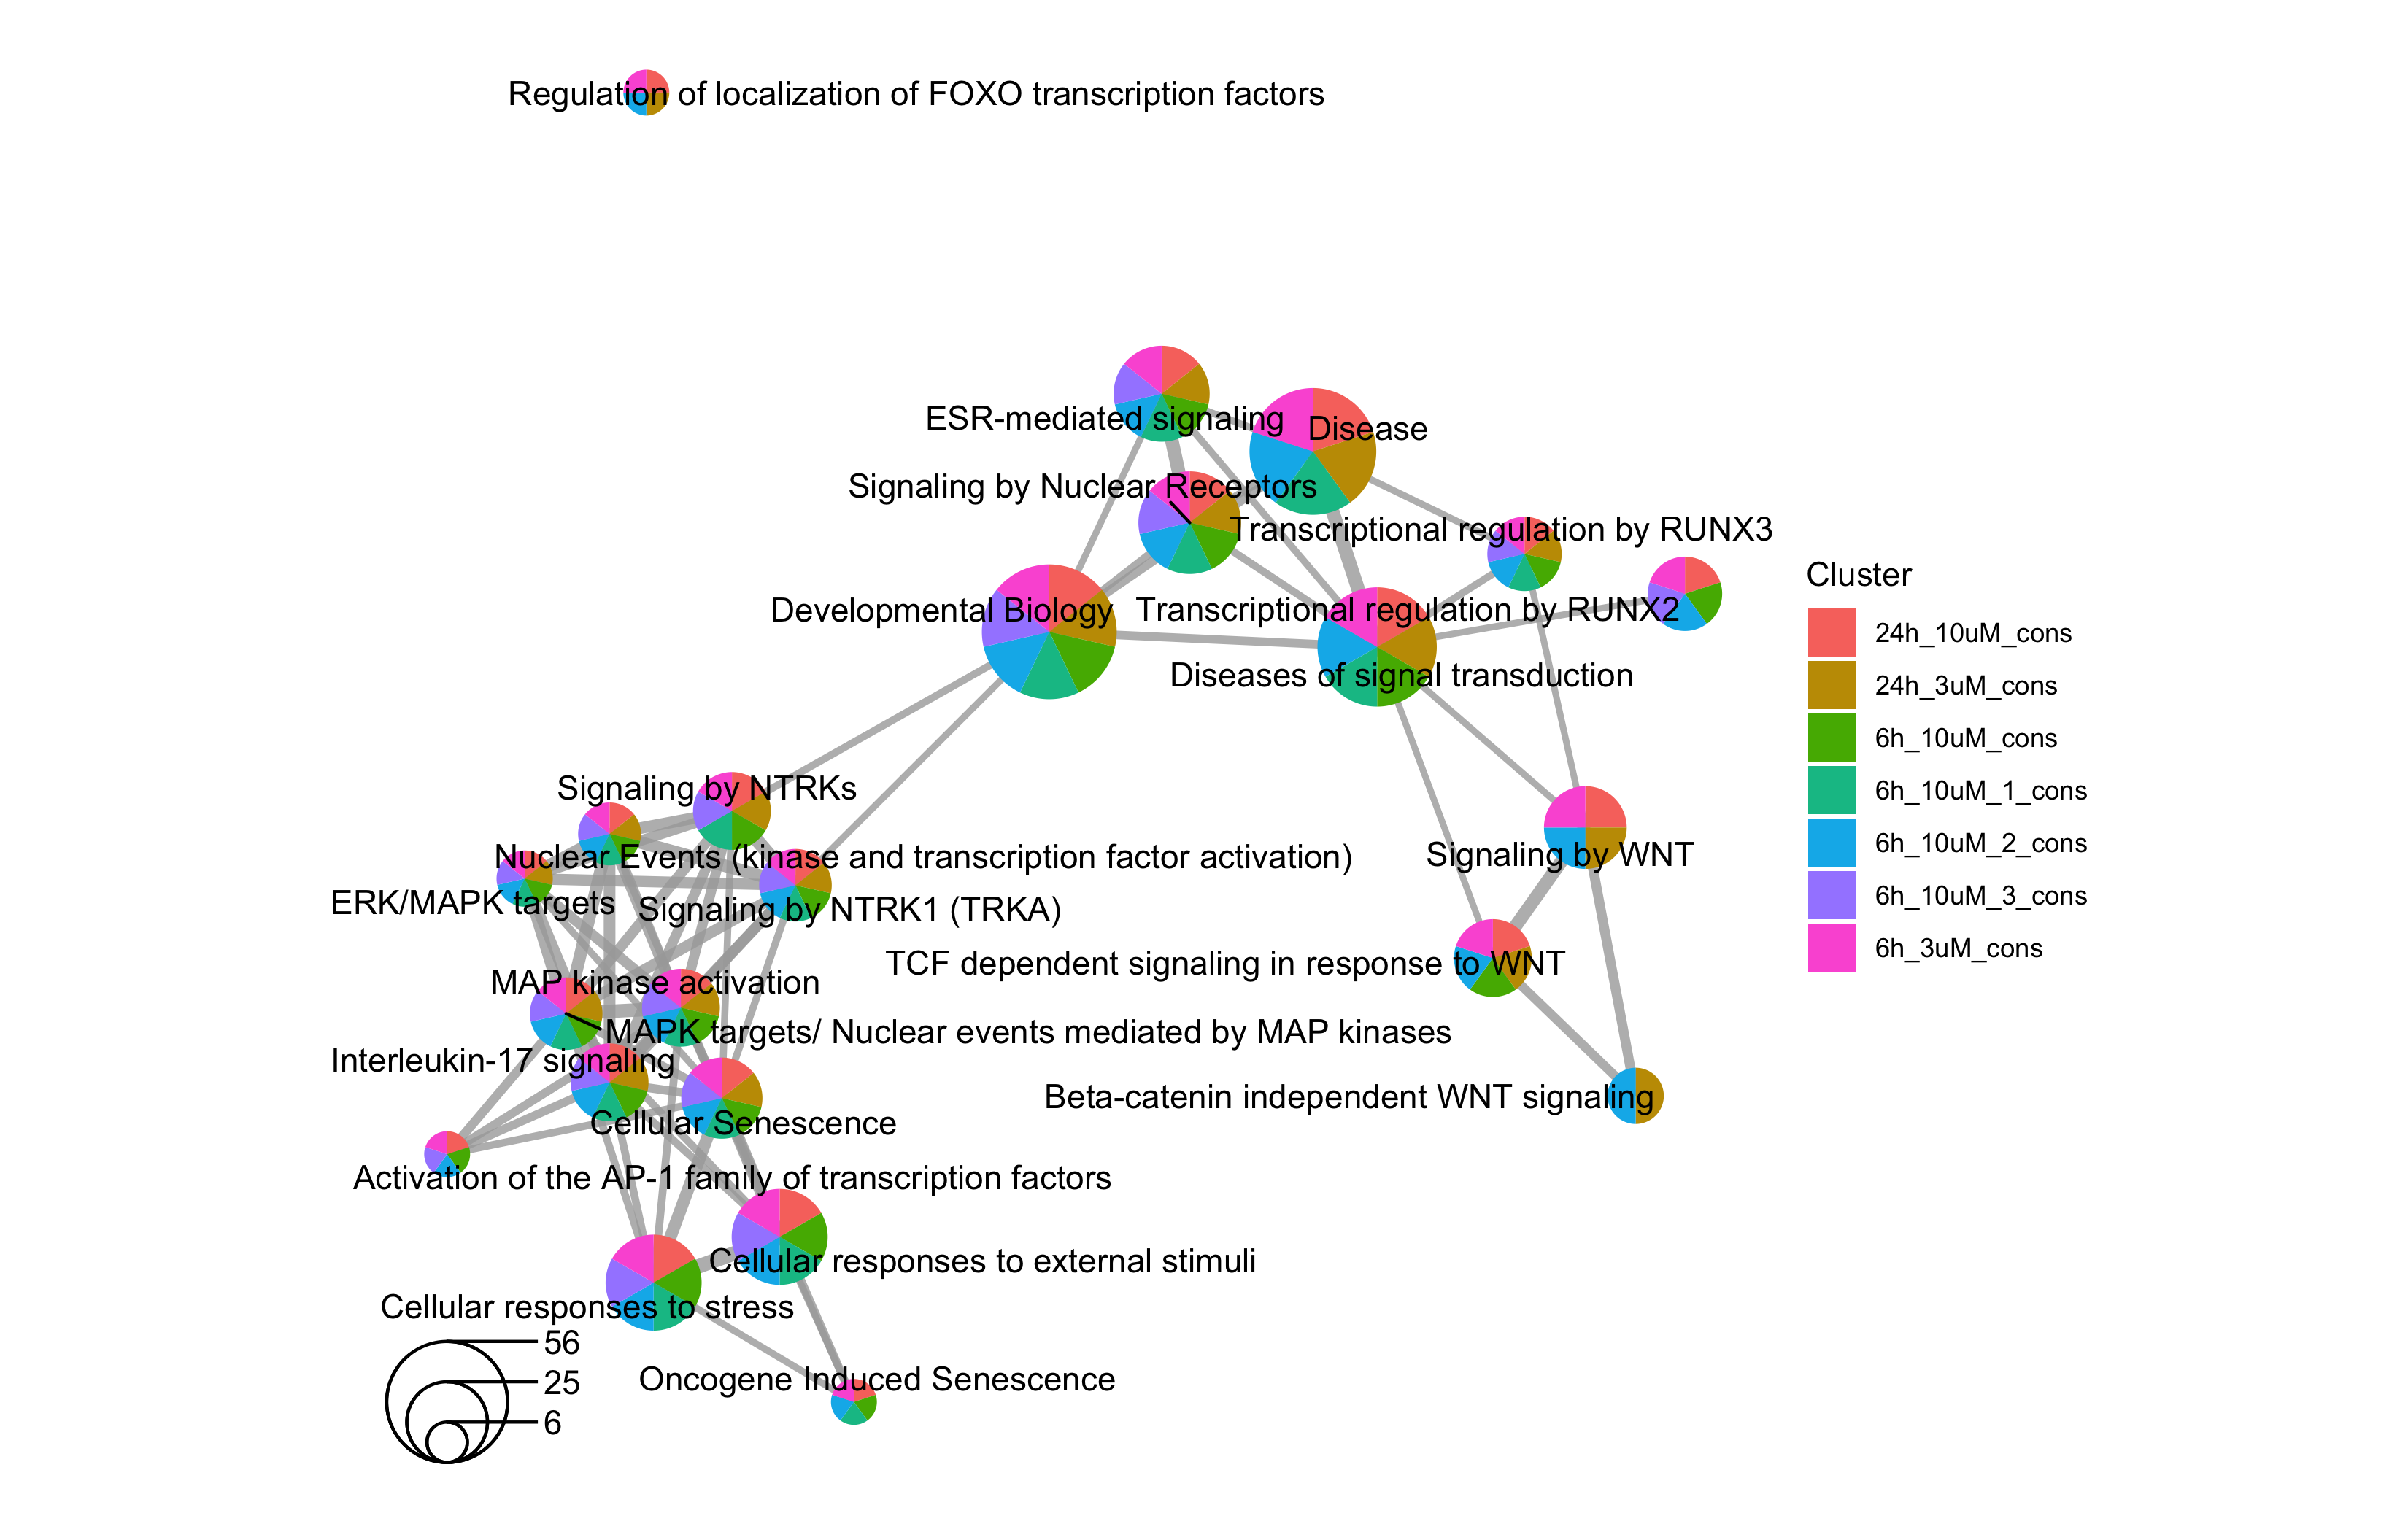 Regulation of localization of FOXO transcription factors
ESR-mediated signaling
Disease
Signaling by Nuclear Receptors
Transcriptional regulation by RUNX3
Developmental Biology
Transcriptional regulation by RUNX2
Diseases of signal transduction
Signaling by NTRKs
Nuclear Events (kinase and transcription factor activation)
Signaling by WNT
ERK/MAPK targets
Signaling by NTRK1 (TRKA)
TCF dependent signaling in response to WNT
MAP kinase activation
MAPK targets/ Nuclear events mediated by MAP kinases
Interleukin-17 signaling
Beta-catenin independent WNT signaling
Cellular Senescence
Activation of the AP-1 family of transcription factors
Cellular responses to external stimuli
Cellular responses to stress
Oncogene Induced Senescence
56
25
6
Cluster
24h_10uM_cons
24h_3uM_cons
6h_10uM_cons
6h_10uM_1_cons
6h_10uM_2_cons
6h_10uM_3_cons
6h_3uM_cons